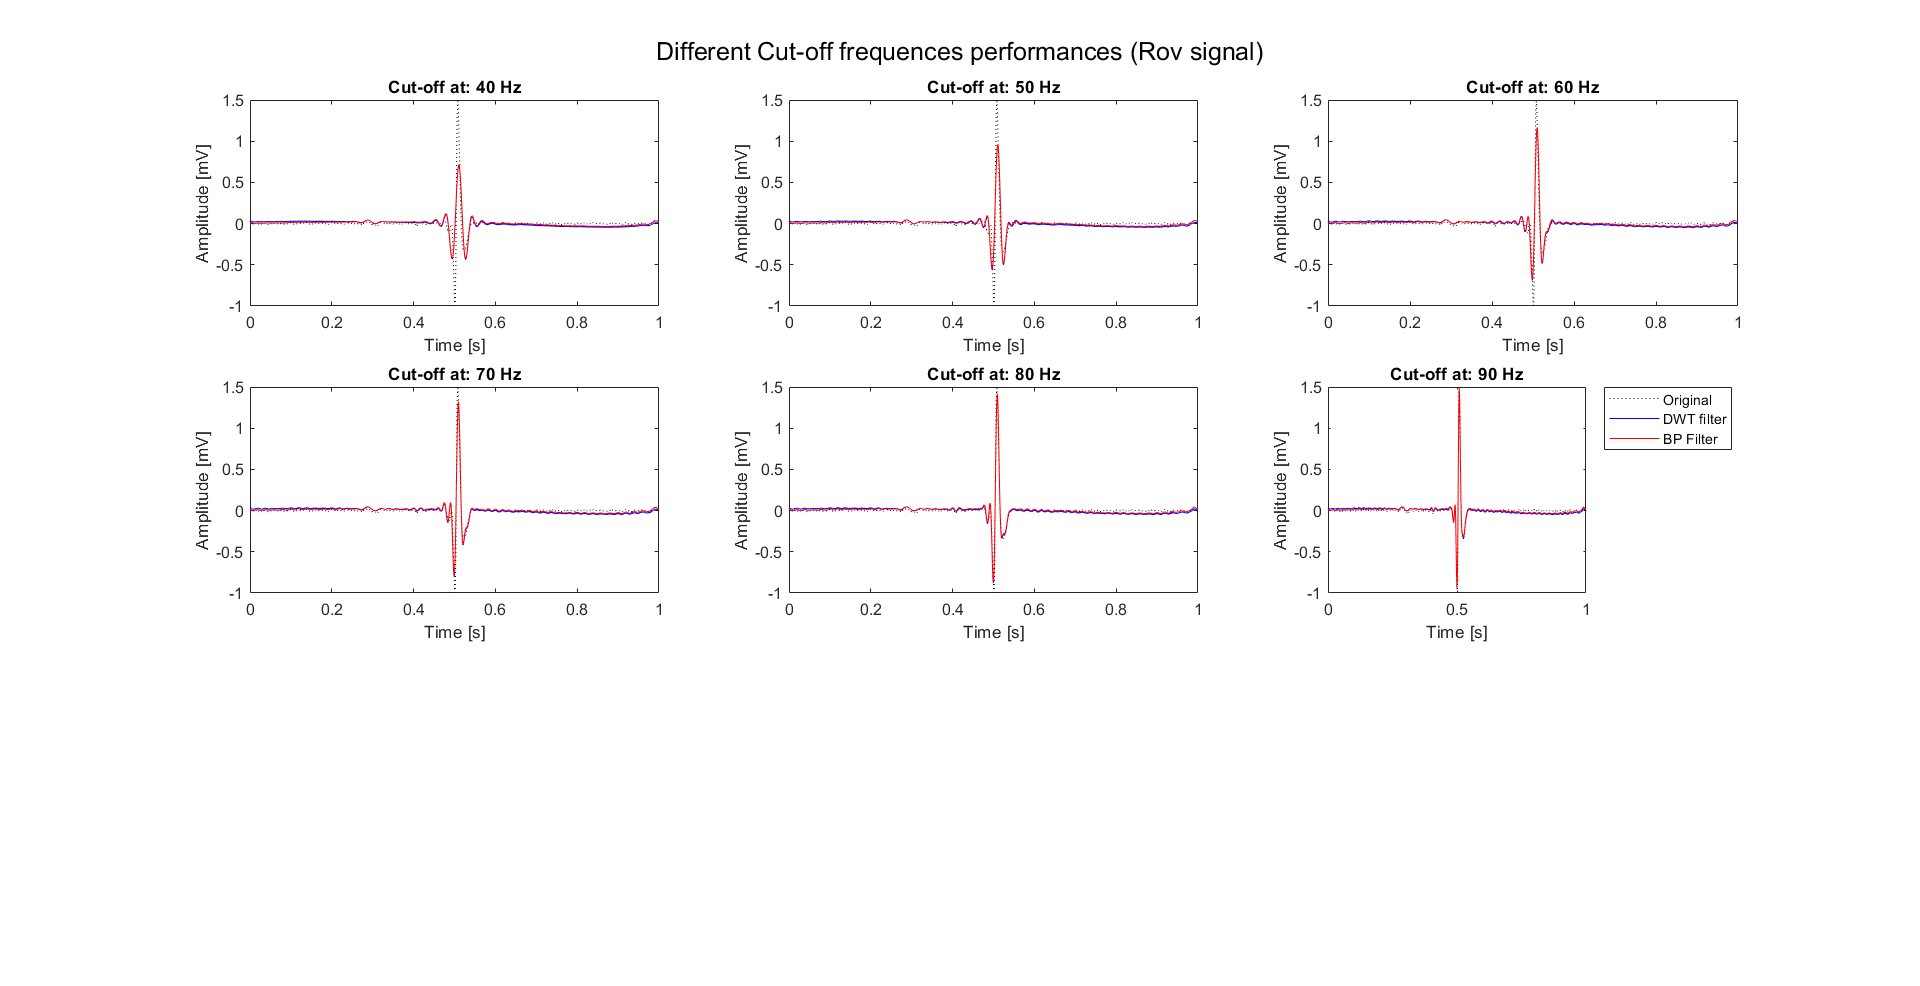 Different Cut-off frequences performances (Rov signal)
Cut-off at: 40 Hz
1.5
1
0.5
0
-0.5
-1
Amplitude [mV]
0 0.2 0.4 0.6 0.8 1
Time [s]
Cut-off at: 50 Hz
1.5
1
0.5
0
-0.5
-1
Amplitude [mV]
0 0.2 0.4 0.6 0.8 1
Time [s]
Cut-off at: 60 Hz
1.5
1
0.5
0
-0.5
-1
Amplitude [mV]
0 0.2 0.4 0.6 0.8 1
Time [s]
Cut-off at: 70 Hz
1.5
1
0.5
0
-0.5
-1
Amplitude [mV]
0 0.2 0.4 0.6 0.8 1
Time [s]
Cut-off at: 80 Hz
1.5
1
0.5
0
-0.5
-1
Amplitude [mV]
0 0.2 0.4 0.6 0.8 1
Time [s]
Cut-off at: 90 Hz
1.5
1
0.5
0
-0.5
-1
Amplitude [mV]
0 0.5 1
Time [s]
Original
DWT filter
BP Filter